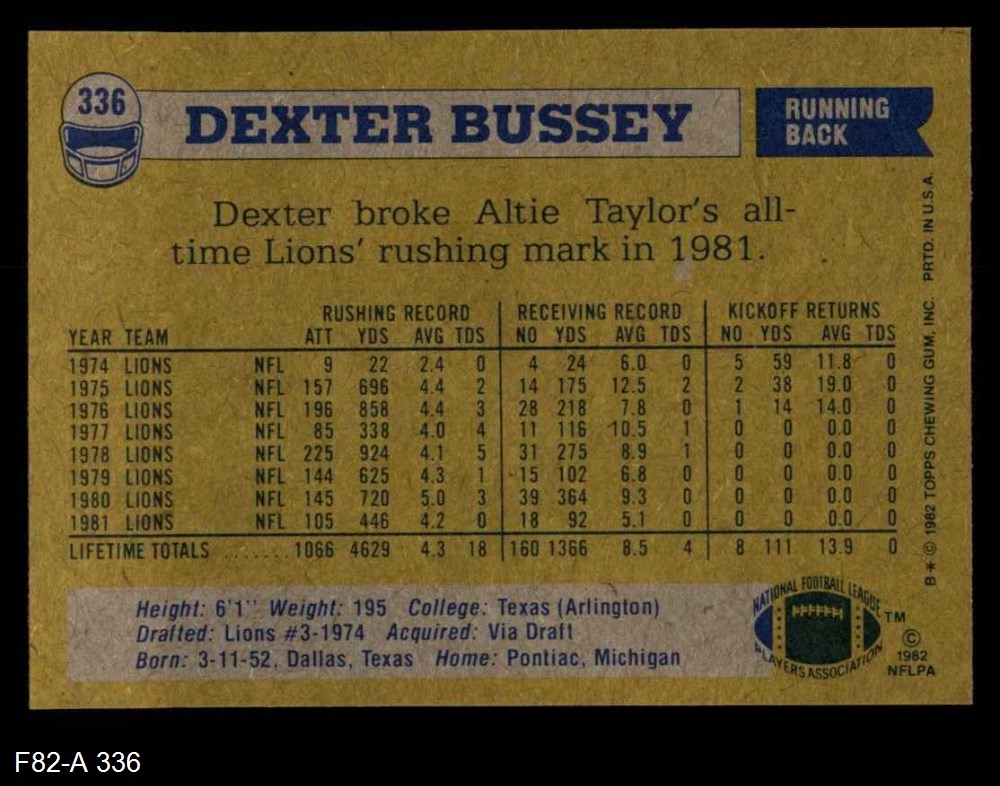 336
DEXTER BUSSEY
RUNNING
BACK
Dexter broke Altie Taylor's all-
time Lions' rushing mark in 1981.
RUSHING RECORD RECEIVING RECORD KICKOFF RETURNS
YEAR TEAM ATT YDS AVG TDS NO YDS AVG TDS NO YDS AVG TDS
1974 LIONS NFL 9 22 2.4 0 4 24 6.0 0 5 59 11.8 0
1975 LIONS NFL 157 696 4.4 2 14 175 12.5 2 2 38 19.0 0
1976 LIONS NFL 196 858 4.4 3 28 218 7.8 0 1 14 14.0 0
1977 LIONS NFL 85 338 4.0 4 11 116 10.5 1 0 0 0.0 0
1978 LIONS NFL 225 924 4.1 5 31 275 8.9 1 0 0 0.0 0
1979 LIONS NFL 144 625 4.3 1 15 102 6.8 0 0 0 0.0 0
1980 LIONS NFL 145 720 5.0 3 39 364 9.3 0 0 0 0.0 0
1981 LIONS NFL 105 446 4.2 0 18 92 5.1 0 0 0 0.0 0
LIFETIME TOTALS ....... 1066 4629 4.3 18 160 1366 8.5 4 8 111 13.9 0
Height: 6'1" Weight: 195 College: Texas (Arlington)
Drafted: Lions #3-1974 Acquired: Via Draft
Born: 3-11-52, Dallas, Texas Home: Pontiac, Michigan
NATIONAL FOOTBALL LEAGUE
PLAYERS ASSOCIATION
TM
©
1982
NFLPA
B* © 1982 TOPPS CHEWING GUM, INC. PRTD. IN U.S.A.
F82-A 336